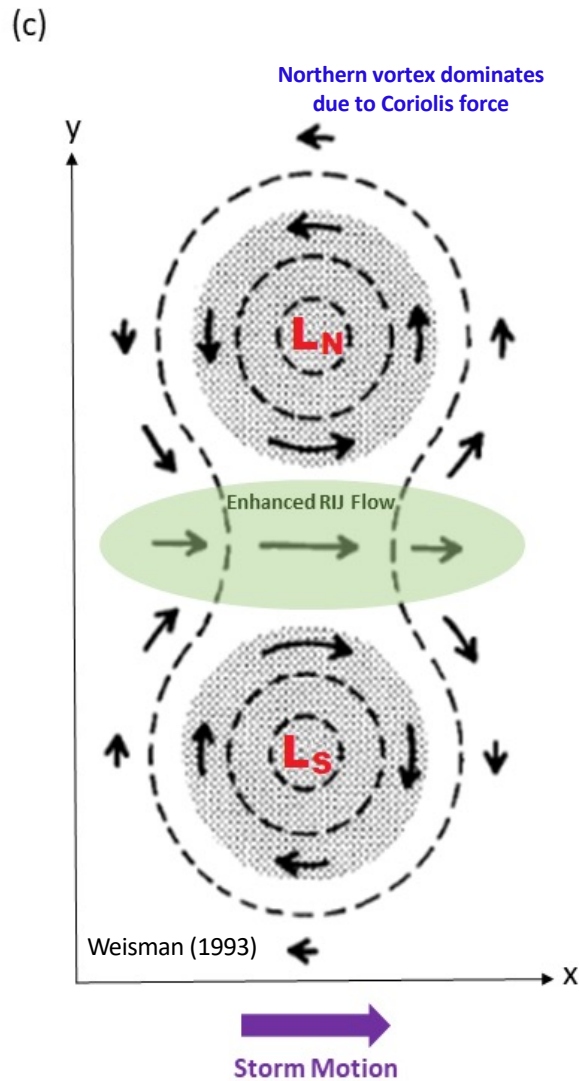 (c)
Northern vortex dominates
due to Coriolis force
y
LN
Enhanced RIJ Flow
LS
Weisman (1993)
x
Storm Motion